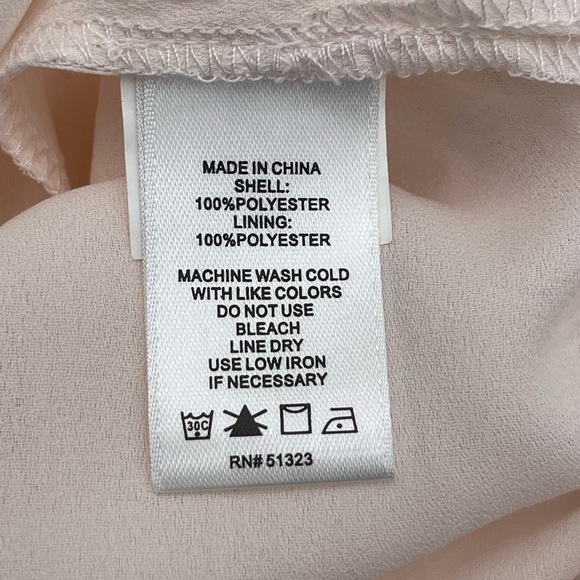 MADE IN CHINA
SHELL:
100%POLYESTER
LINING:
100%POLYESTER
MACHINE WASH COLD
WITH LIKE COLORS
DO NOT USE
BLEACH
LINE DRY
USE LOW IRON
IF NECESSARY
30C
RN# 51323